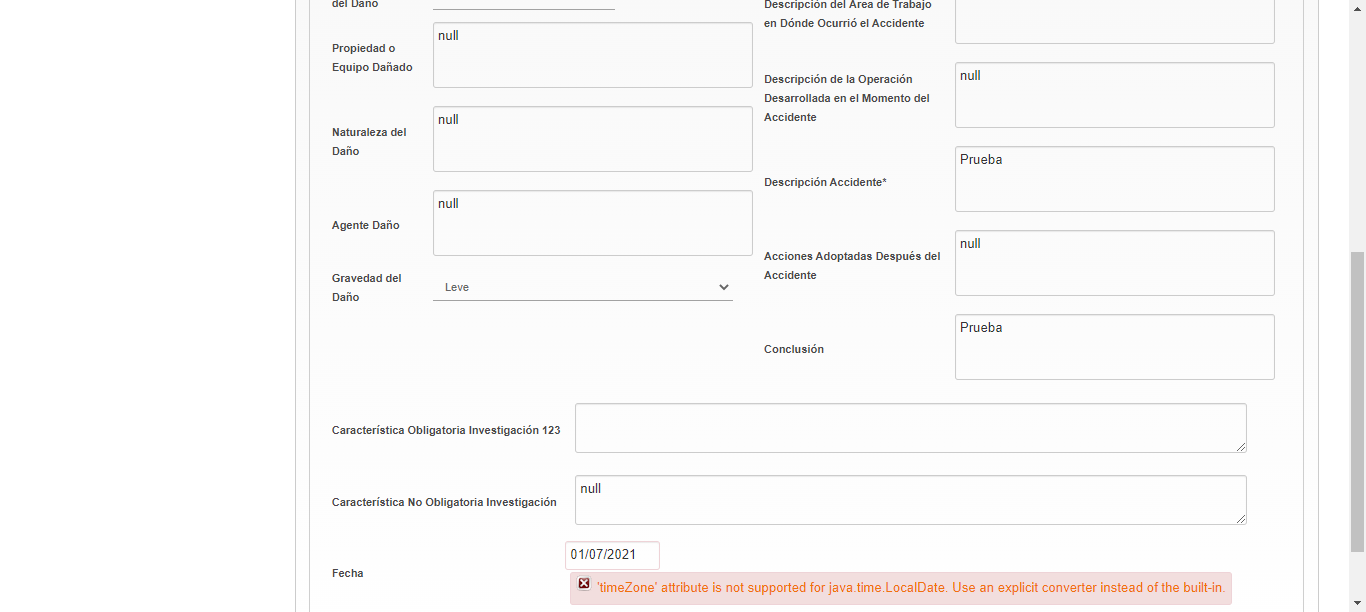 del Daño
Propiedad o
Equipo Dañado
null
Naturaleza del
Daño
null
Agente Daño
null
Gravedad del
Daño
Leve
Descripción del Área de Trabajo
en Dónde Ocurrió el Accidente
Descripción de la Operación
Desarrollada en el Momento del
Accidente
null
Descripción Accidente*
Prueba
Acciones Adoptadas Después del
Accidente
null
Conclusión
Prueba
Característica Obligatoria Investigación 123
Característica No Obligatoria Investigación
null
Fecha
01/07/2021
'timeZone' attribute is not supported for java.time.LocalDate. Use an explicit converter instead of the built-in.